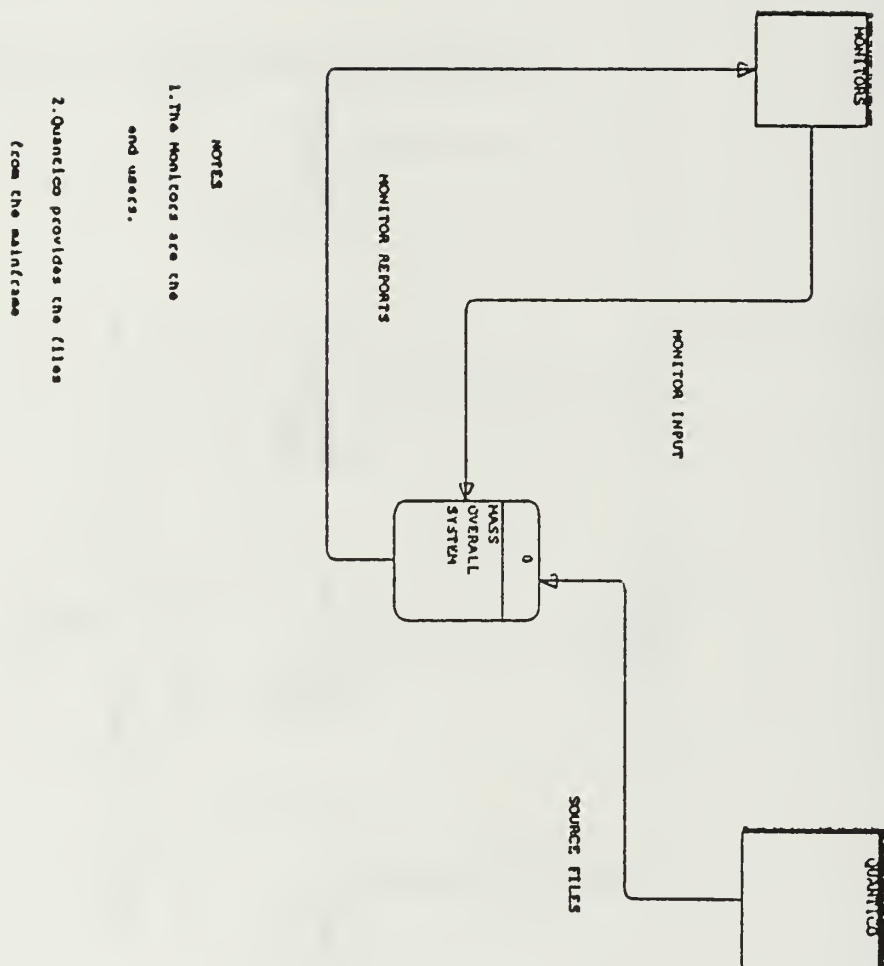 MONITORS
QUANTICO
MONITOR INPUT
SOURCE FILES
0
MASS
OVERALL
SYSTEM
MONITOR REPORTS
NOTES
1.The Monitors are the
end users.
2.Quantico provides the files
from the mainframe